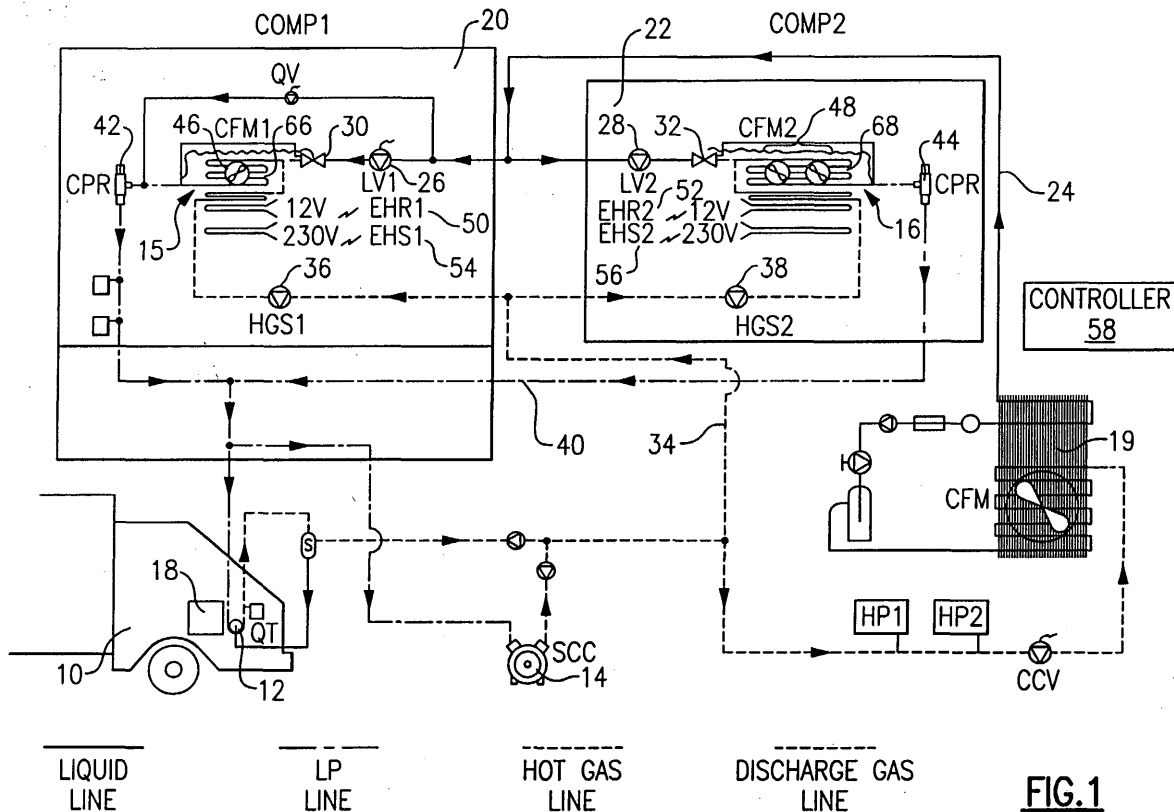 COMP1
20
22
COMP2
QV
42
46
CFM1
66
30
28
32
CFM2
48
68
44
CPR
LV1
26
LV2
CPR
24
15
12V
EHR1
50
EHR2
52
12V
16
230V
EHS1
54
EHS2
230V
56
36
38
HGS1
HGS2
CONTROLLER
58
40
34
19
CFM
S
18
QT
10
12
SCC
14
HP1
HP2
CCV
LIQUID
LINE
LP
LINE
HOT GAS
LINE
DISCHARGE GAS
LINE
FIG.1